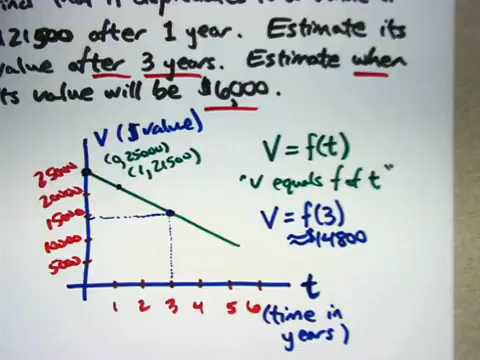 $21500 after 1 year. Estimate its
value after 3 years. Estimate when
its value will be $6,000.
V ($ value)
(0,25000)
(1,21500)
25000
20000
15000
10000
5000
1 2 3 4 5 6
t
(time in
years)
V = f(t)
"V equals f of t"
V = f(3)
≈$14800